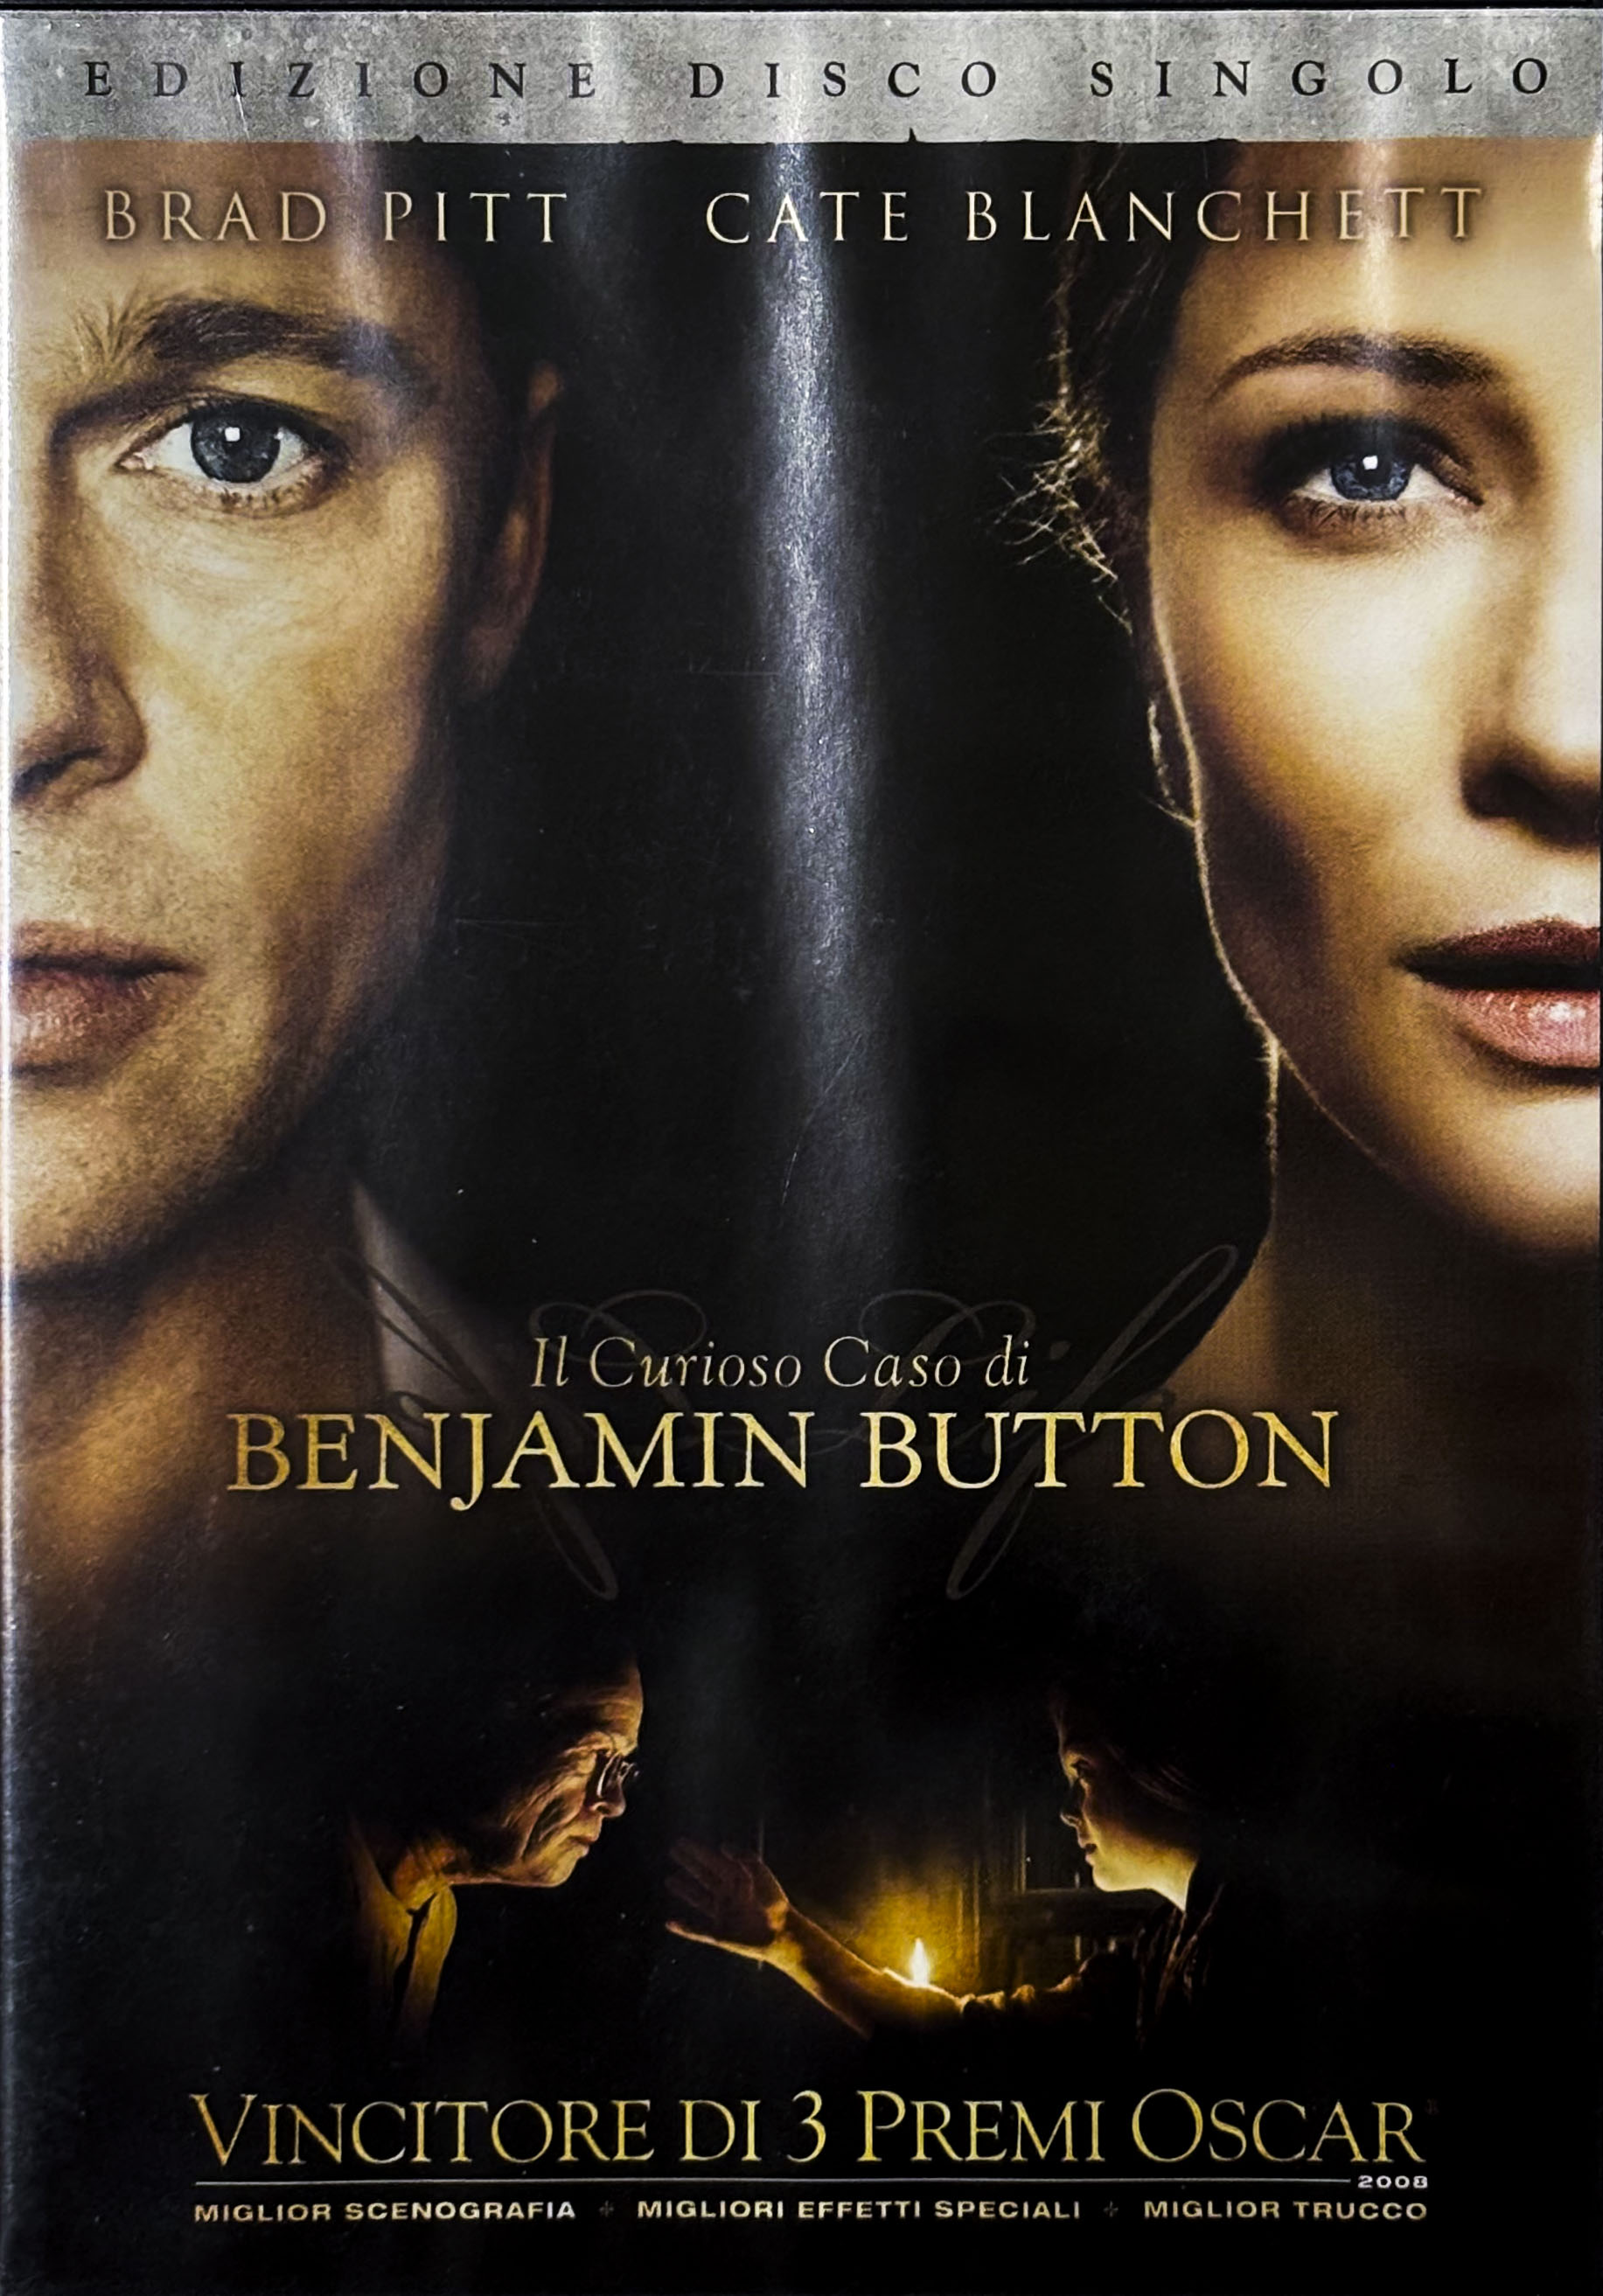 EDIZIONE DISCO SINGOLO
BRAD PITT CATE BLANCHETT
Il Curioso Caso di
BENJAMIN BUTTON
VINCITORE DI 3 PREMI OSCAR
2008
MIGLIOR SCENOGRAFIA + MIGLIORI EFFETTI SPECIALI + MIGLIOR TRUCCO